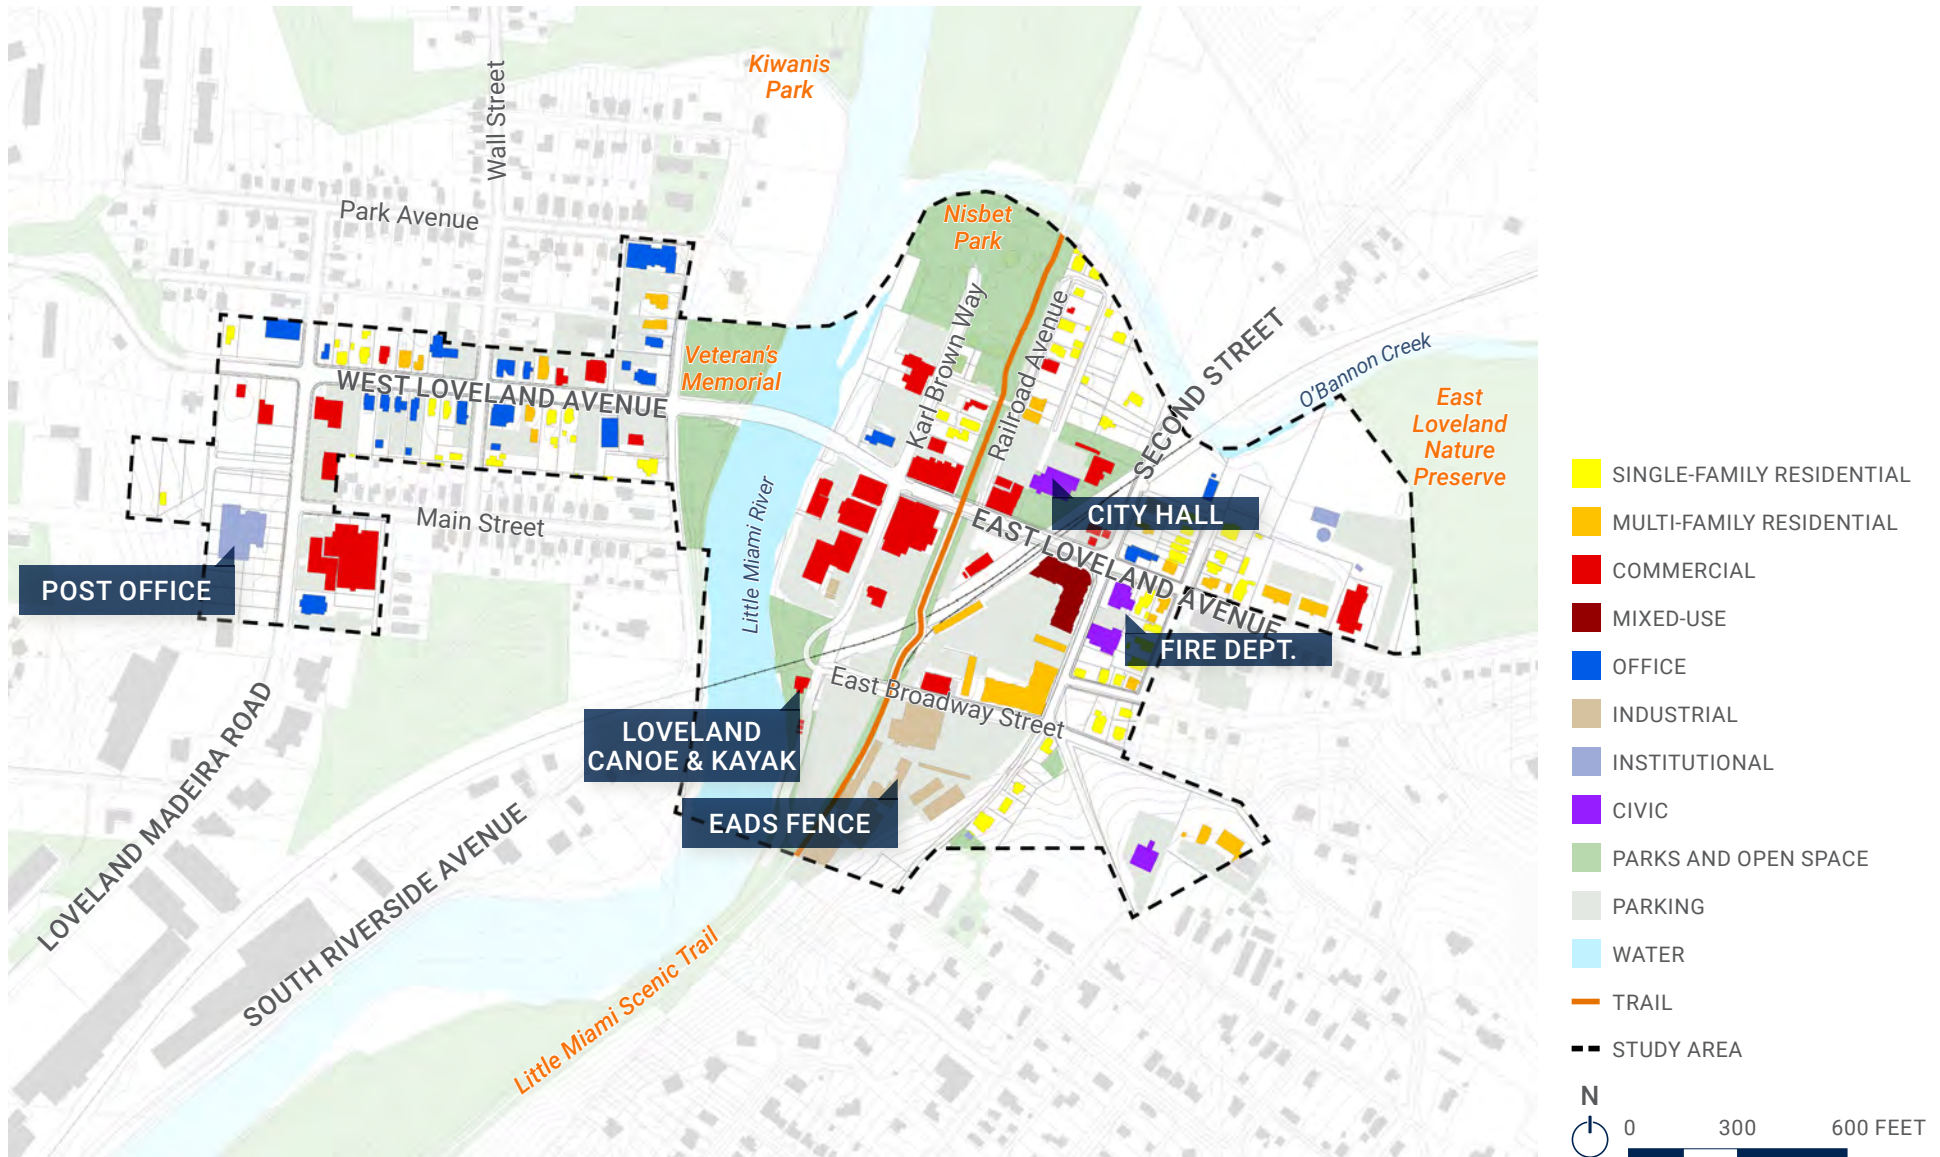 Kiwanis
Park
Wall Street
Park Avenue
Nisbet
Park
Karl Brown Way
Railroad Avenue
SECOND STREET
O'Bannon Creek
Veteran's
Memorial
WEST LOVELAND AVENUE
East
Loveland
Nature
Preserve
Little Miami River
Main Street
CITY HALL
EAST LOVELAND AVENUE
POST OFFICE
FIRE DEPT.
East Broadway Street
LOVELAND
CANOE & KAYAK
EADS FENCE
LOVELAND MADEIRA ROAD
SOUTH RIVERSIDE AVENUE
Little Miami Scenic Trail
SINGLE-FAMILY RESIDENTIAL
MULTI-FAMILY RESIDENTIAL
COMMERCIAL
MIXED-USE
OFFICE
INDUSTRIAL
INSTITUTIONAL
CIVIC
PARKS AND OPEN SPACE
PARKING
WATER
TRAIL
STUDY AREA
N
0 300 600 FEET